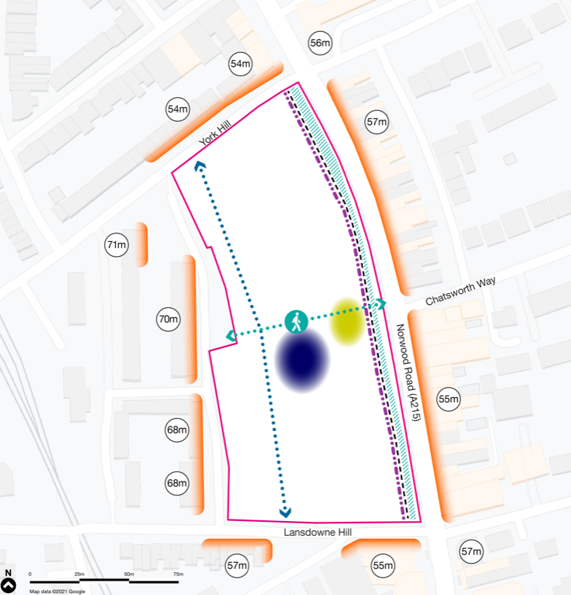 56m
54m
54m
57m
York Hill
71m
Chatsworth Way
70m
Norwood Road (A215)
55m
68m
68m
Lansdowne Hill
57m
55m
57m
N
0 25m 50m 75m
Map data ©2021 Google